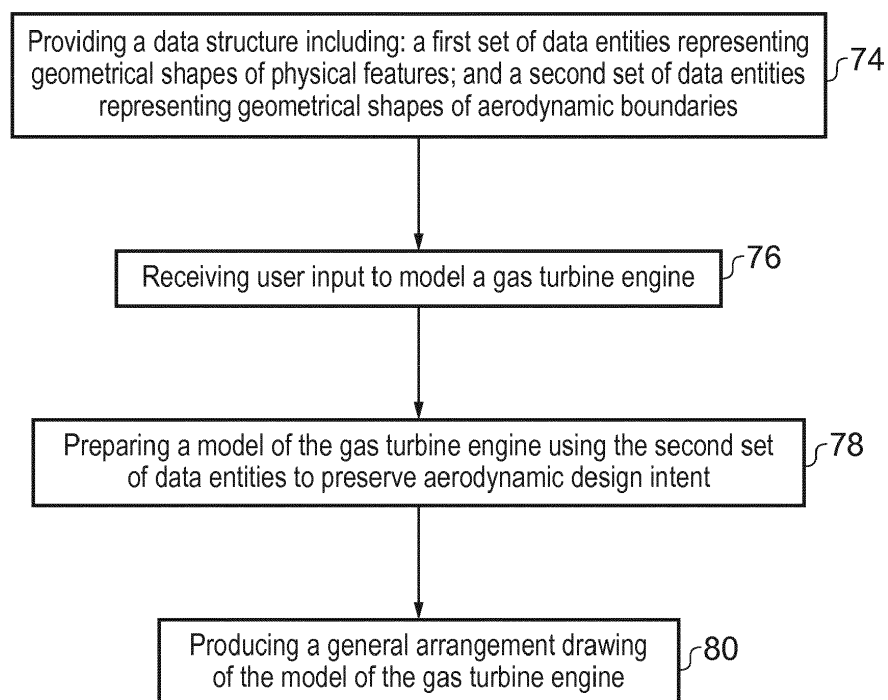 Providing a data structure including: a first set of data entities representing
geometrical shapes of physical features; and a second set of data entities
representing geometrical shapes of aerodynamic boundaries
74
Receiving user input to model a gas turbine engine
76
Preparing a model of the gas turbine engine using the second set
of data entities to preserve aerodynamic design intent
78
Producing a general arrangement drawing
of the model of the gas turbine engine
80